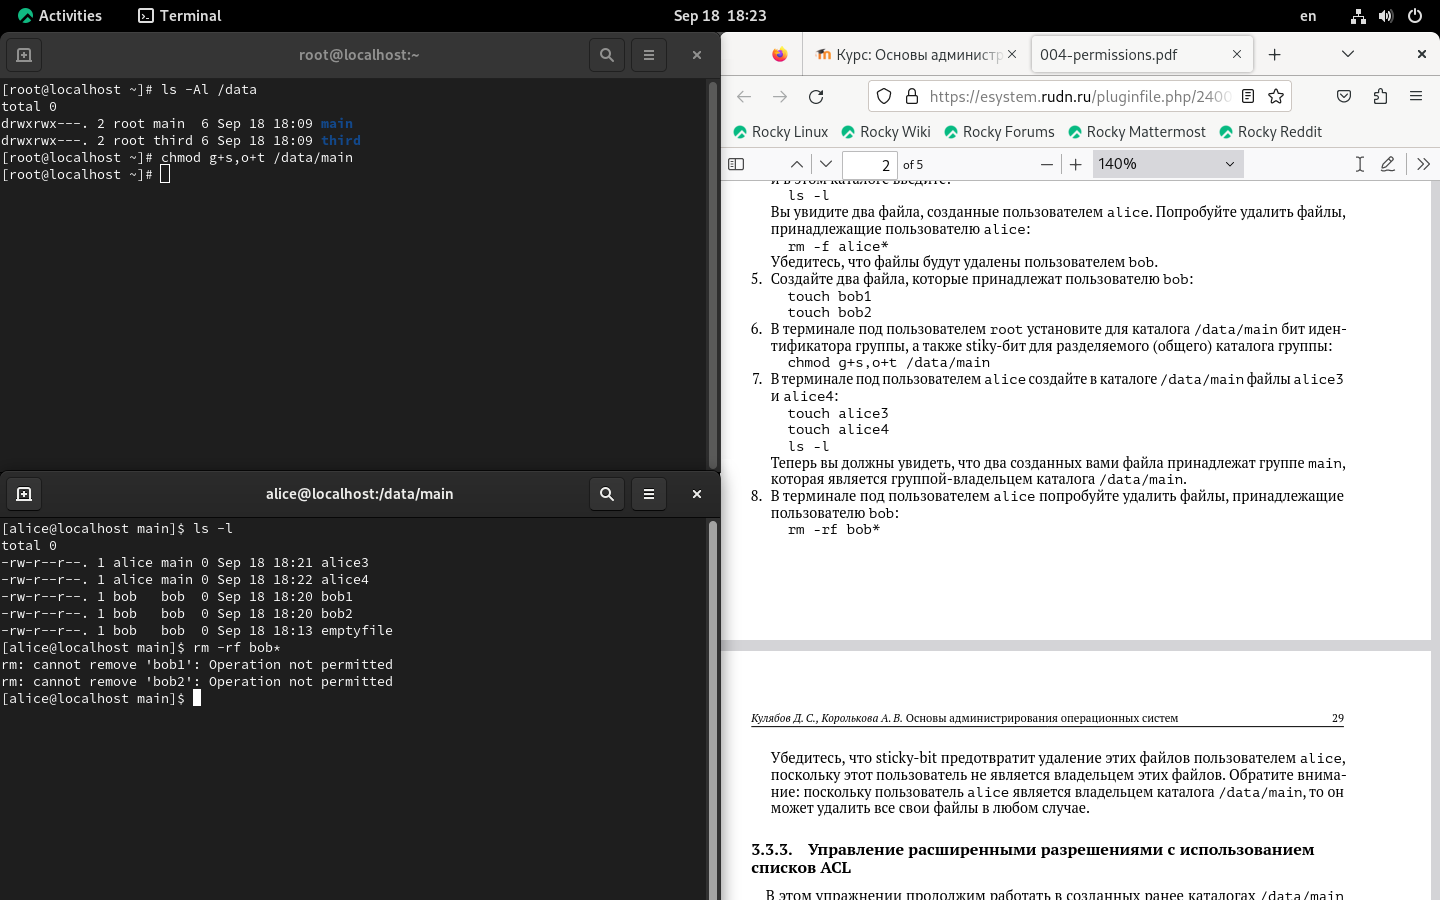 Activities
Terminal
Sep 18 18:23
en
root@localhost:~
[root@localhost ~]# ls -Al /data
total 0
drwxrwx---. 2 root main  6 Sep 18 18:09 main
drwxrwx---. 2 root third 6 Sep 18 18:09 third
[root@localhost ~]# chmod g+s,o+t /data/main
[root@localhost ~]#
alice@localhost:/data/main
[alice@localhost main]$ ls -l
total 0
-rw-r--r--. 1 alice main 0 Sep 18 18:21 alice3
-rw-r--r--. 1 alice main 0 Sep 18 18:22 alice4
-rw-r--r--. 1 bob   bob  0 Sep 18 18:20 bob1
-rw-r--r--. 1 bob   bob  0 Sep 18 18:20 bob2
-rw-r--r--. 1 bob   bob  0 Sep 18 18:13 emptyfile
[alice@localhost main]$ rm -rf bob*
rm: cannot remove 'bob1': Operation not permitted
rm: cannot remove 'bob2': Operation not permitted
[alice@localhost main]$
Курс: Основы администр
004-permissions.pdf
https://esystem.rudn.ru/pluginfile.php/2400
Rocky Linux
Rocky Wiki
Rocky Forums
Rocky Mattermost
Rocky Reddit
2 of 5
140%
и в этом каталоге введите:
ls -l
Вы увидите два файла, созданные пользователем alice. Попробуйте удалить файлы,
принадлежащие пользователю alice:
rm -f alice*
Убедитесь, что файлы будут удалены пользователем bob.
5. Создайте два файла, которые принадлежат пользователю bob:
touch bob1
touch bob2
6. В терминале под пользователем root установите для каталога /data/main бит иден-
тификатора группы, а также stiky-бит для разделяемого (общего) каталога группы:
chmod g+s,o+t /data/main
7. В терминале под пользователем alice создайте в каталоге /data/main файлы alice3
и alice4:
touch alice3
touch alice4
ls -l
Теперь вы должны увидеть, что два созданных вами файла принадлежат группе main,
которая является группой-владельцем каталога /data/main.
8. В терминале под пользователем alice попробуйте удалить файлы, принадлежащие
пользователю bob:
rm -rf bob*
Кулябов Д. С., Королькова А. В. Основы администрирования операционных систем 29
Убедитесь, что sticky-bit предотвратит удаление этих файлов пользователем alice,
поскольку этот пользователь не является владельцем этих файлов. Обратите внима-
ние: поскольку пользователь alice является владельцем каталога /data/main, то он
может удалить все свои файлы в любом случае.
3.3.3. Управление расширенными разрешениями с использованием
списков ACL
В этом упражнении продолжим работать в созданных ранее каталогах /data/main